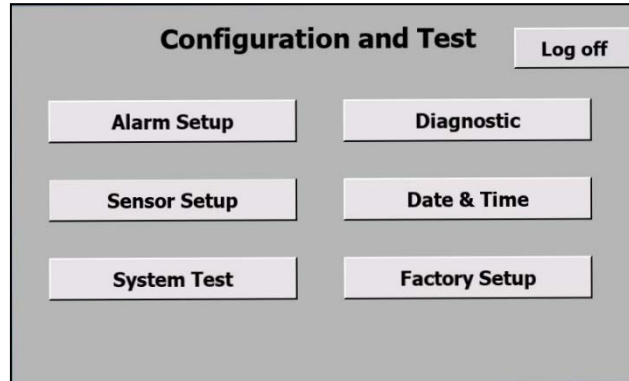 Configuration and Test
Log off
Alarm Setup
Diagnostic
Sensor Setup
Date & Time
System Test
Factory Setup